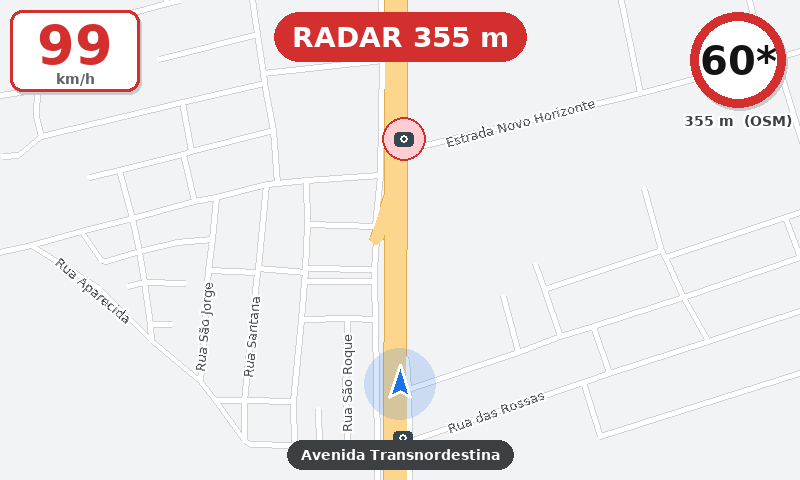 99
km/h
RADAR 355 m
60*
355 m (OSM)
Estrada Novo Horizonte
Rua Aparecida
Rua São Jorge
Rua Santana
Rua São Roque
Rua das Rossas
Avenida Transnordestina